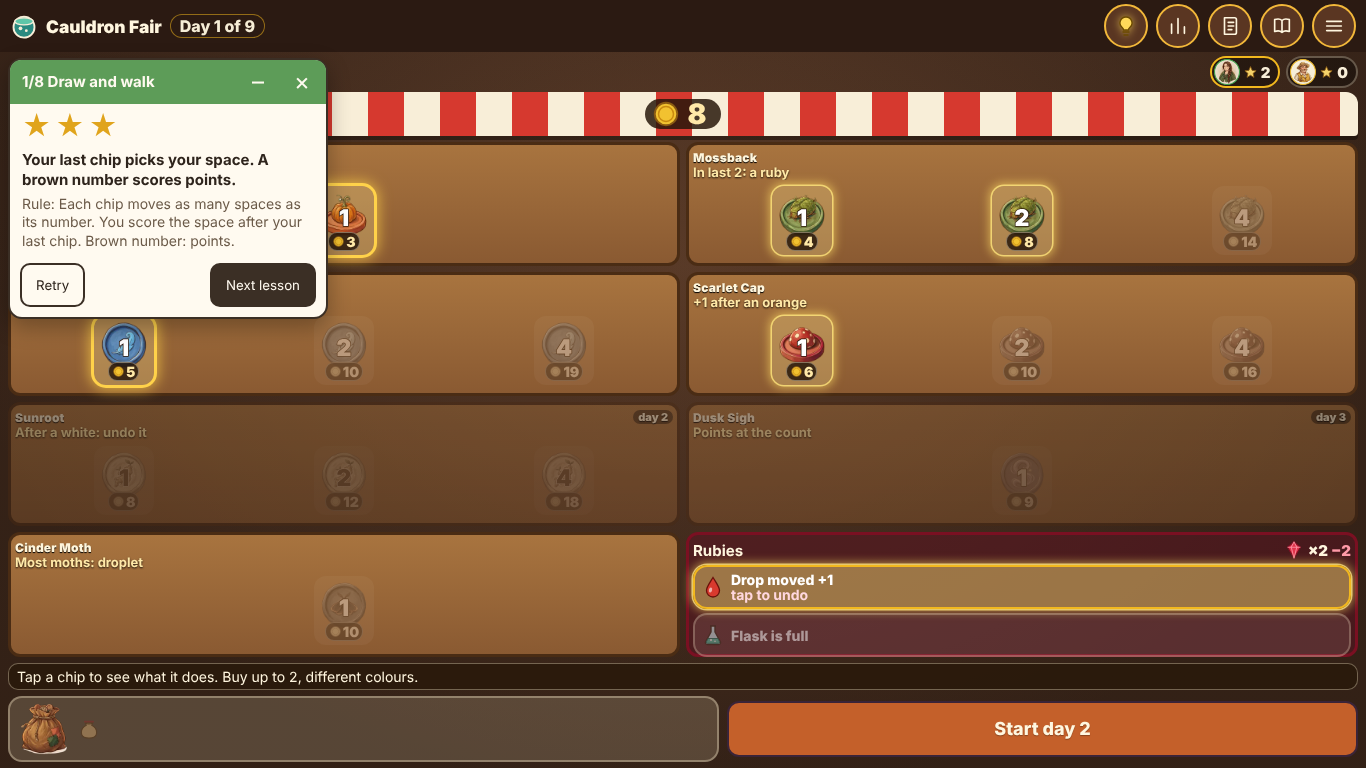 Cauldron Fair
Day 1 of 9
1/8 Draw and walk
Your last chip picks your space. A
brown number scores points.
Rule: Each chip moves as many spaces as
its number. You score the space after your
last chip. Brown number: points.
Retry
Next lesson
2
0
8
1
3
Mossback
In last 2: a ruby
1
4
2
8
4
14
1
5
2
10
4
19
Scarlet Cap
+1 after an orange
1
6
2
10
4
16
Sunroot
day 2
After a white: undo it
1
8
2
12
4
18
Dusk Sigh
day 3
Points at the count
1
9
Cinder Moth
Most moths: droplet
1
10
Rubies
×2 −2
Drop moved +1
tap to undo
Flask is full
Tap a chip to see what it does. Buy up to 2, different colours.
Start day 2